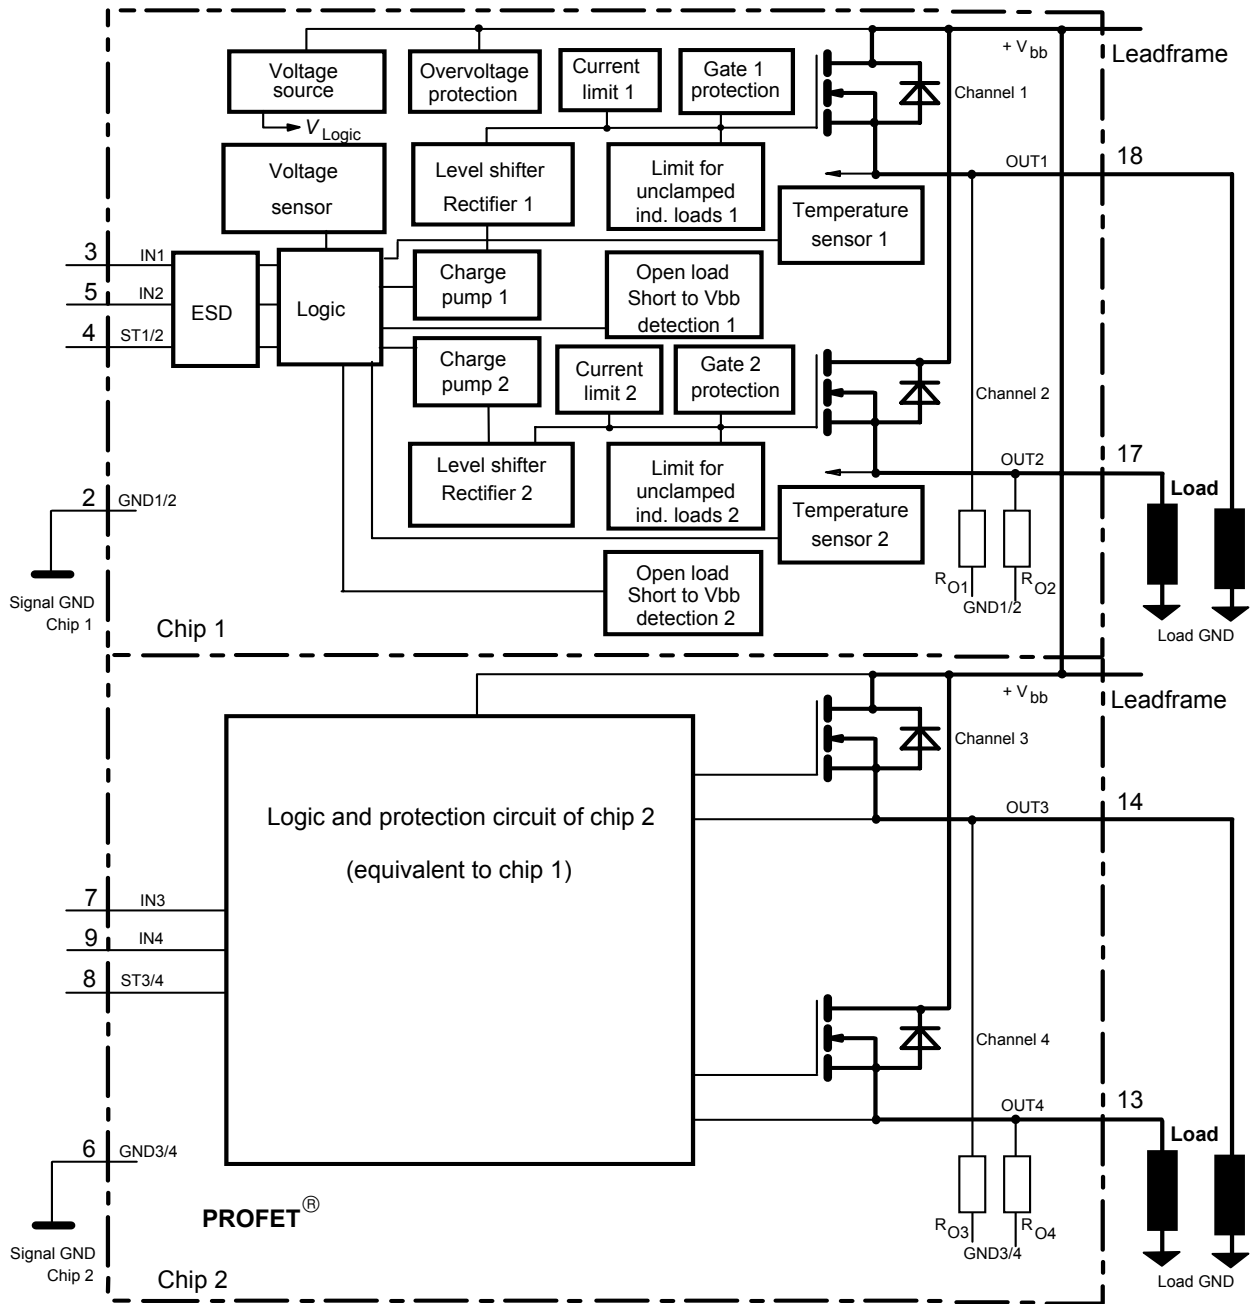 + Vbb
Leadframe
Voltage
source
Overvoltage
protection
Current
limit 1
Gate 1
protection
Channel 1
VLogic
Voltage
sensor
Level shifter
Rectifier 1
Limit for
unclamped
ind. loads 1
OUT1
18
Temperature
sensor 1
3
IN1
5
IN2
4
ST1/2
ESD
Logic
Charge
pump 1
Open load
Short to Vbb
detection 1
Charge
pump 2
Current
limit 2
Gate 2
protection
Channel 2
Level shifter
Rectifier 2
Limit for
unclamped
ind. loads 2
OUT2
17
Load
2
GND1/2
Temperature
sensor 2
RO1
RO2
GND1/2
Open load
Short to Vbb
detection 2
Signal GND
Chip 1
Chip 1
Load GND
+ Vbb
Leadframe
Channel 3
Logic and protection circuit of chip 2
(equivalent to chip 1)
OUT3
14
7
IN3
9
IN4
8
ST3/4
Channel 4
OUT4
13
Load
6
GND3/4
RO3
RO4
GND3/4
PROFET®
Signal GND
Chip 2
Chip 2
Load GND